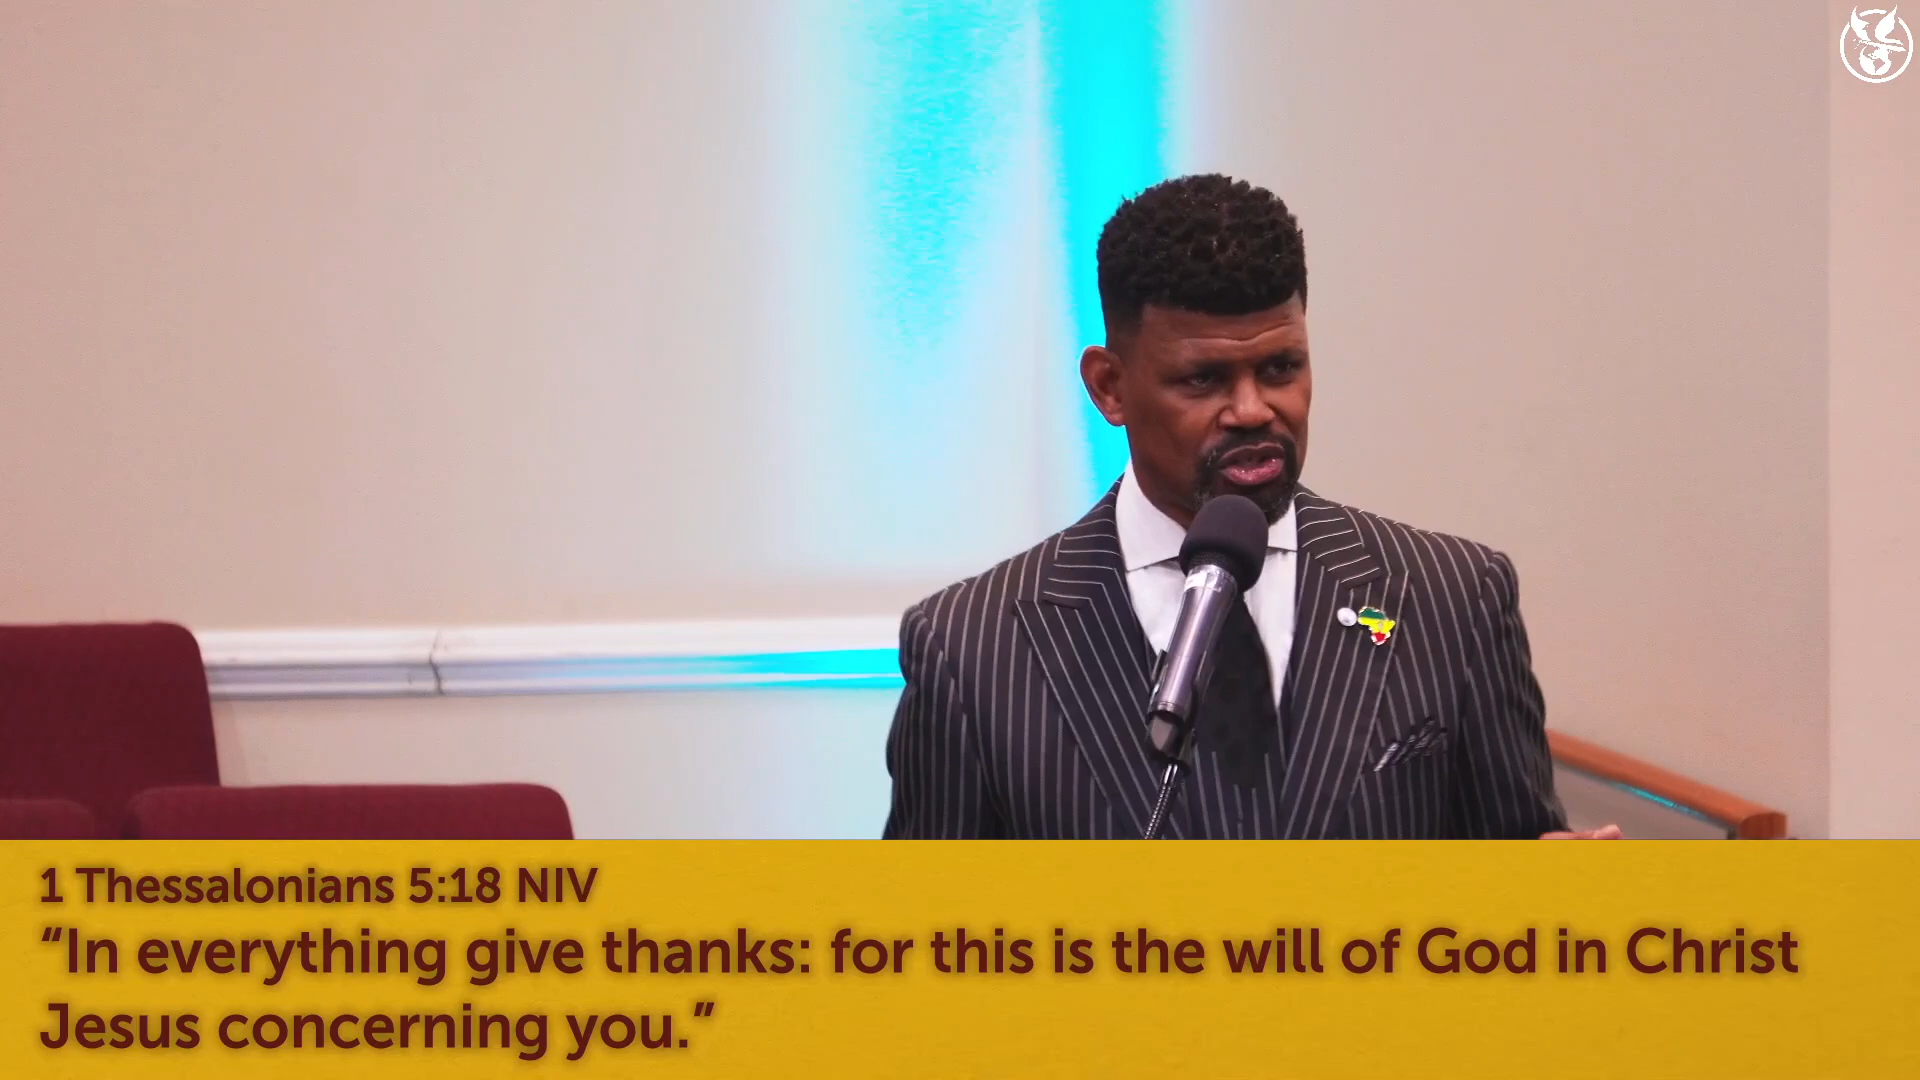 1 Thessalonians 5:18 NIV
“In everything give thanks: for this is the will of God in Christ
Jesus concerning you.”